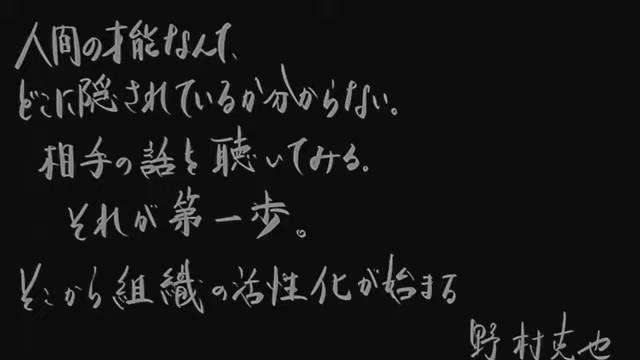 人間の才能なんて、
どこに隠されているか分からない。
相手の話を聴いてみる。
それが第一歩。
そこから組織の活性化が始まる
野村克也